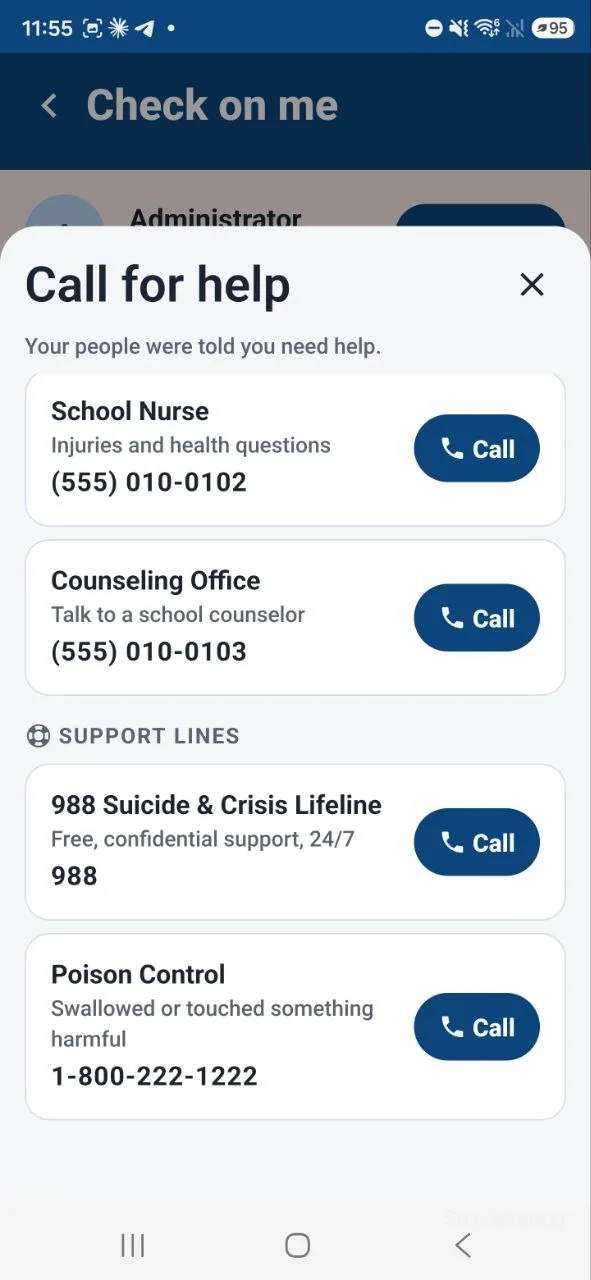 11:55
95
Check on me
Administrator
Call for help
Your people were told you need help.
School Nurse
Injuries and health questions
(555) 010-0102
Call
Counseling Office
Talk to a school counselor
(555) 010-0103
Call
SUPPORT LINES
988 Suicide & Crisis Lifeline
Free, confidential support, 24/7
988
Call
Poison Control
Swallowed or touched something
harmful
1-800-222-1222
Call